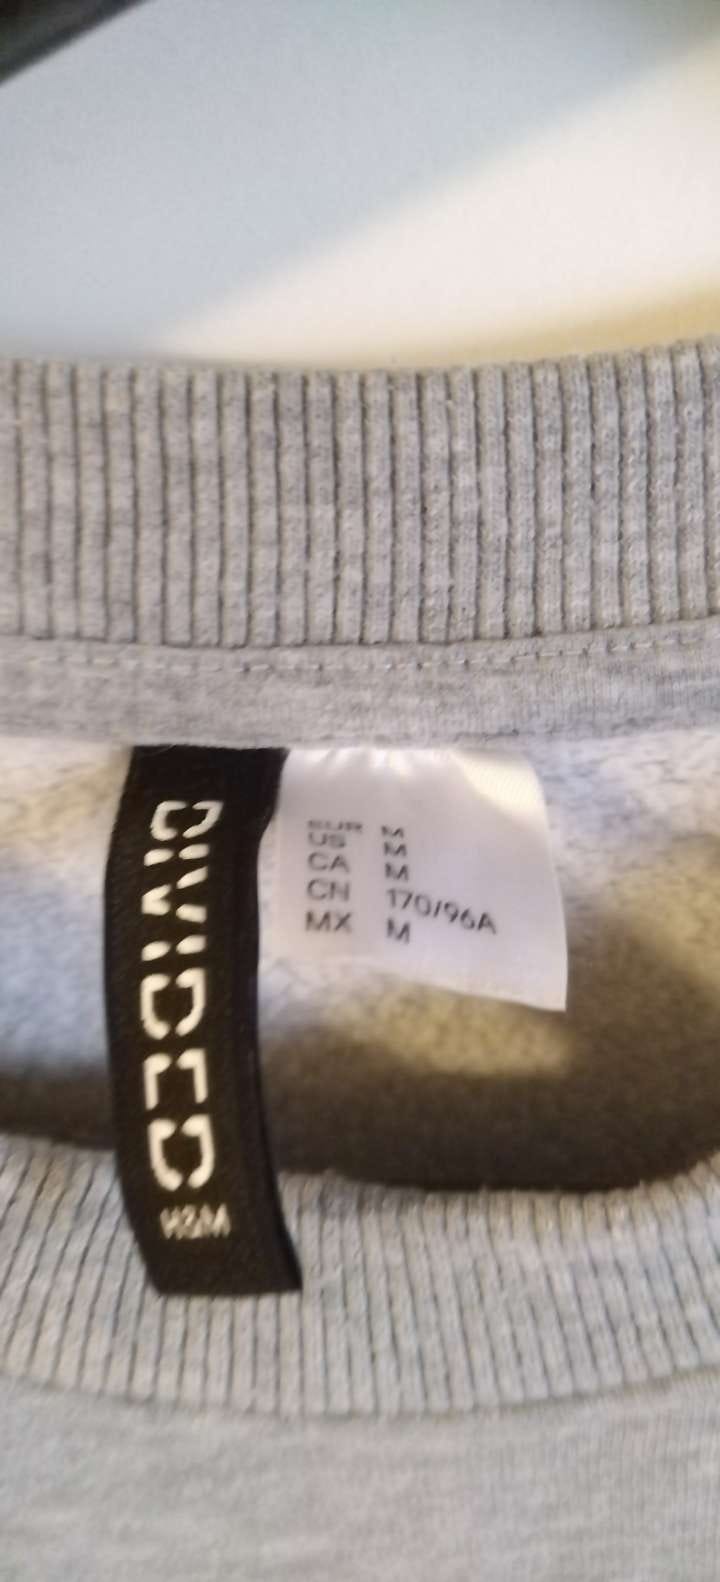 DIVIDED
H&M
EUR M
US M
CA M
CN 170/96A
MX M